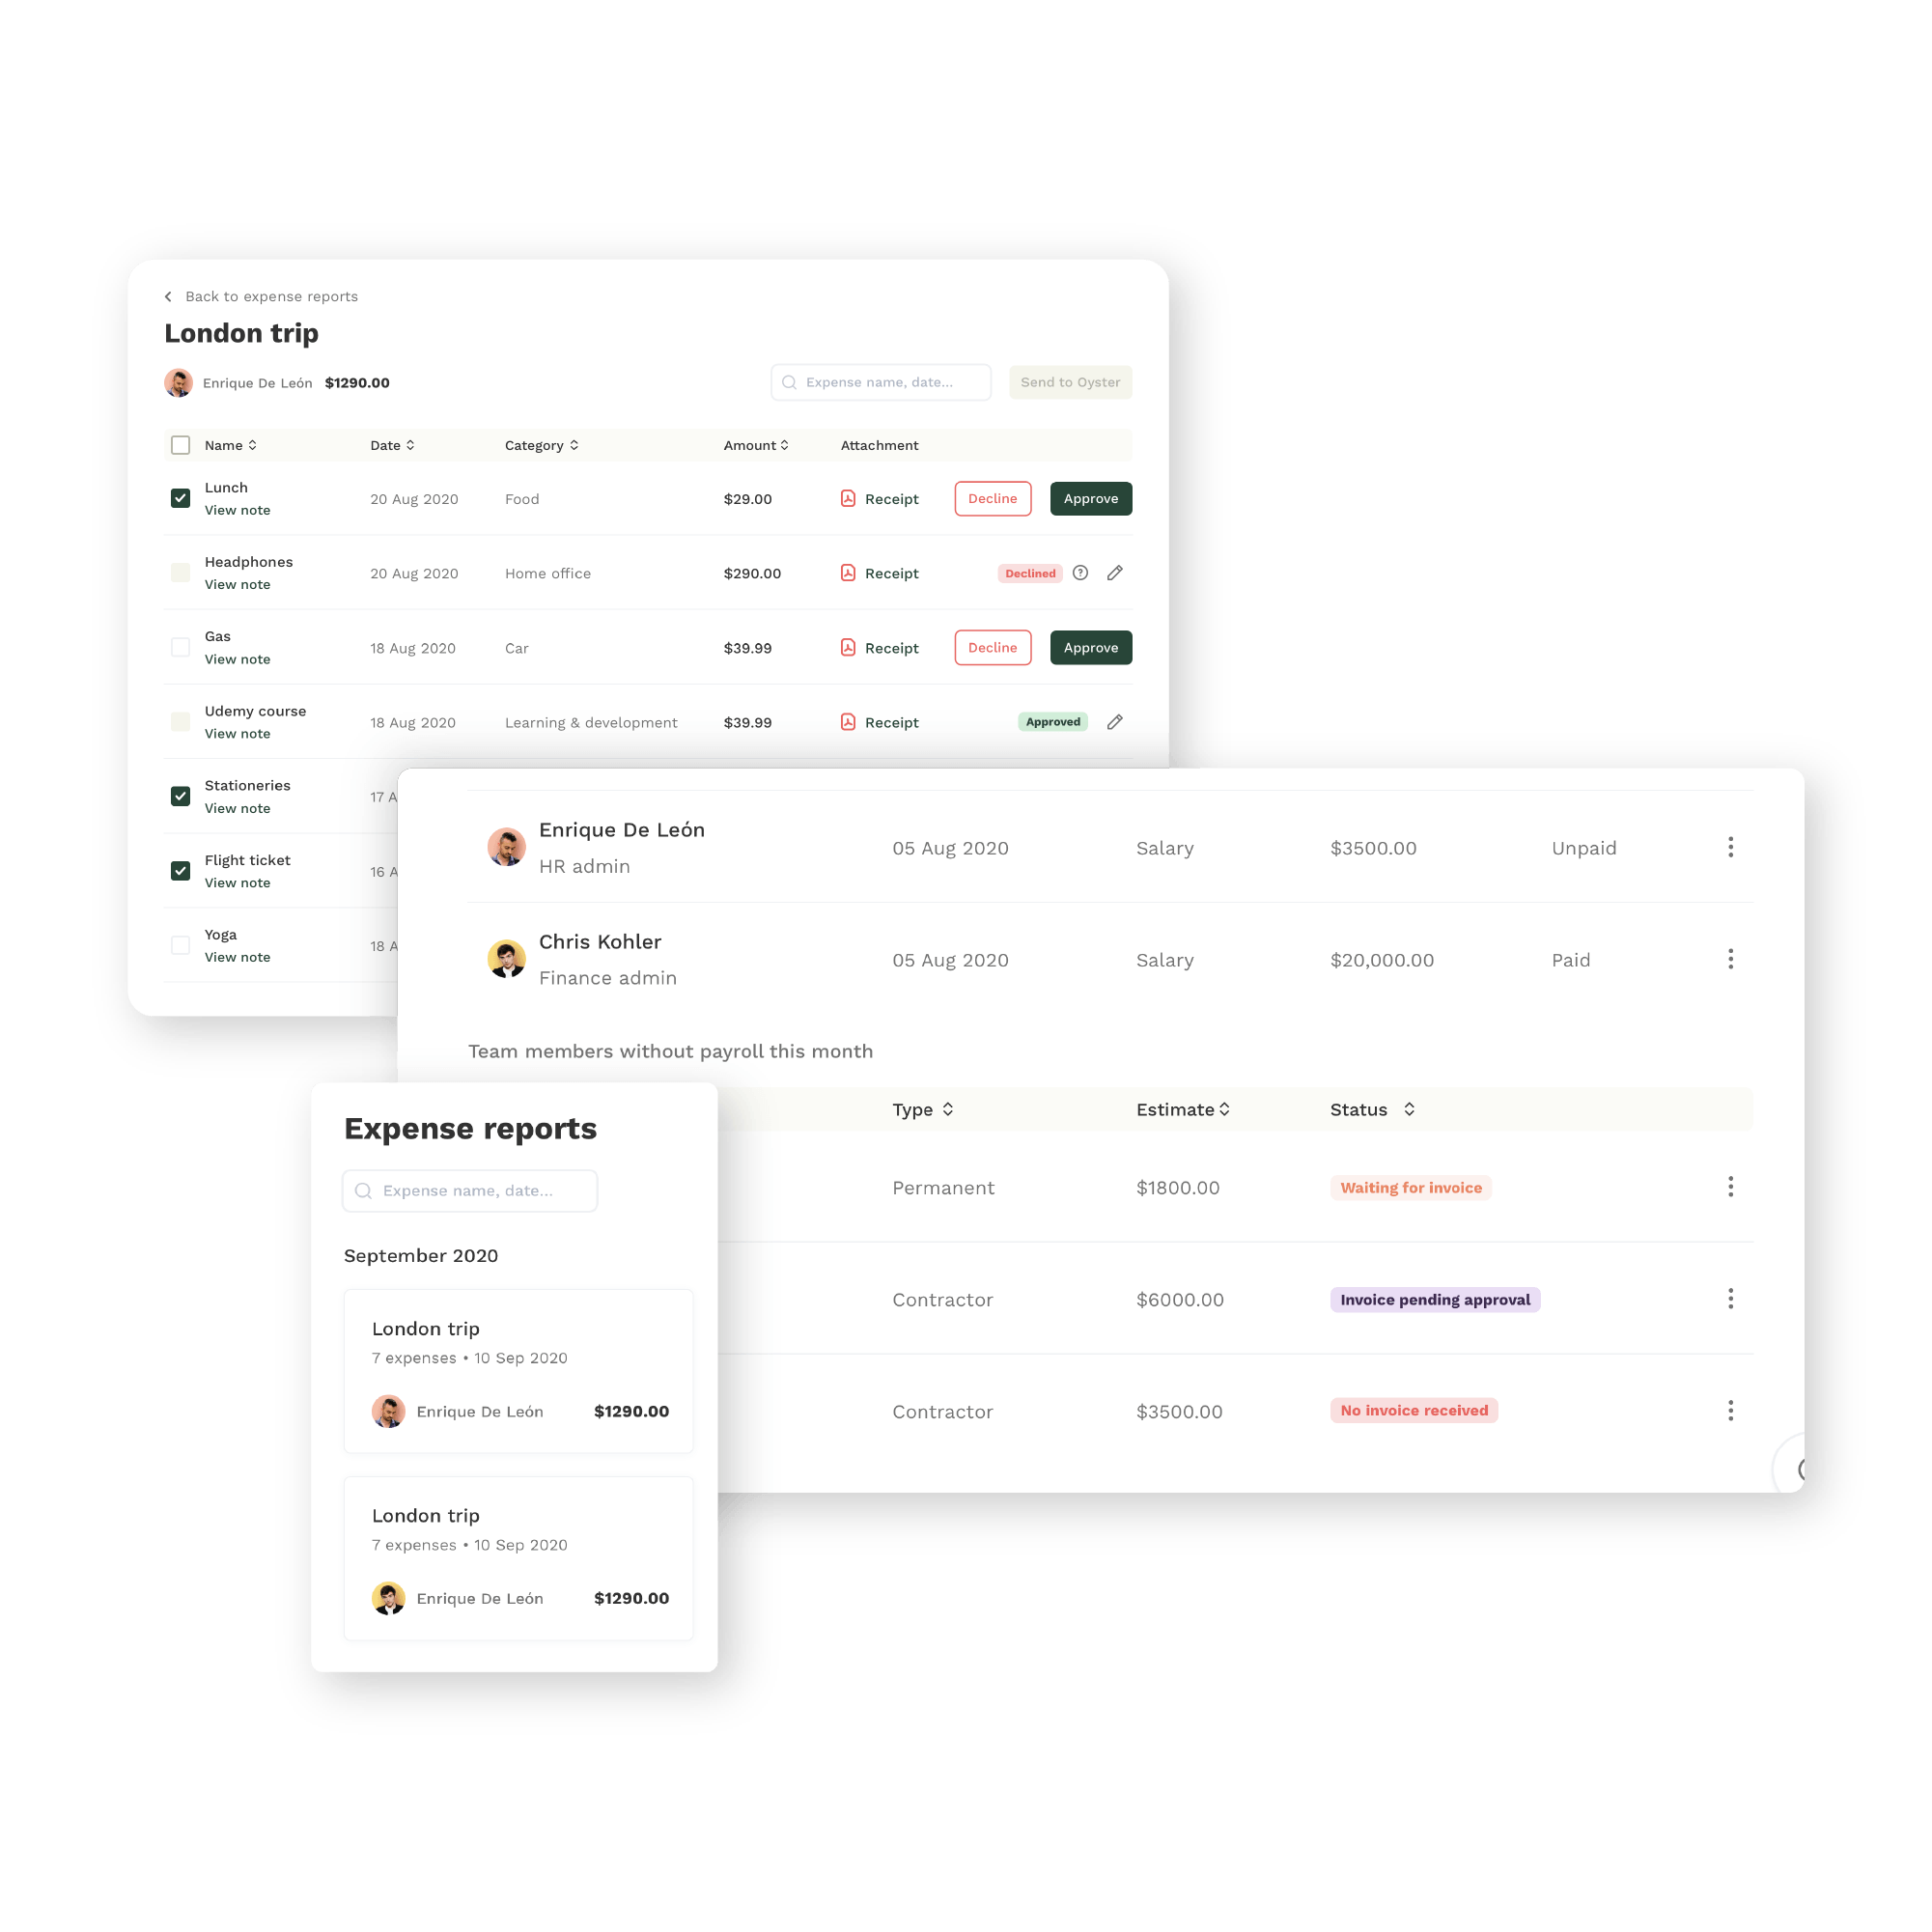 Back to expense reports
London trip
Enrique De León $1290.00
Expense name, date...
Send to Oyster
Name Date Category Amount Attachment
Lunch
View note
20 Aug 2020 Food $29.00 Receipt Decline Approve
Headphones
View note
20 Aug 2020 Home office $290.00 Receipt Declined
Gas
View note
18 Aug 2020 Car $39.99 Receipt Decline Approve
Udemy course
View note
18 Aug 2020 Learning & development $39.99 Receipt Approved
Stationeries
View note
17 A
Flight ticket
View note
16 A
Yoga
View note
18 A
Enrique De León
HR admin
05 Aug 2020 Salary $3500.00 Unpaid
Chris Kohler
Finance admin
05 Aug 2020 Salary $20,000.00 Paid
Team members without payroll this month
Type Estimate Status
Permanent $1800.00 Waiting for invoice
Contractor $6000.00 Invoice pending approval
Contractor $3500.00 No invoice received
Expense reports
Expense name, date...
September 2020
London trip
7 expenses • 10 Sep 2020
Enrique De León $1290.00
London trip
7 expenses • 10 Sep 2020
Enrique De León $1290.00